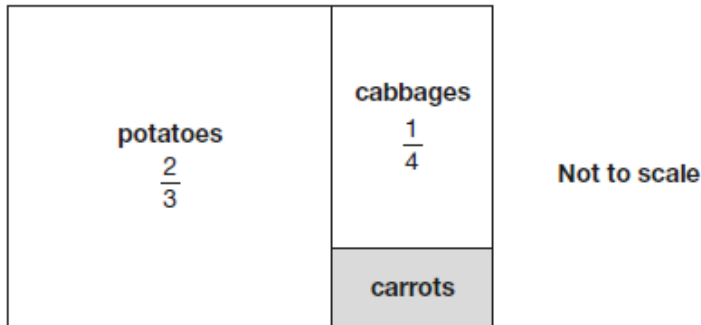 potatoes
2/3
cabbages
1/4
carrots
Not to scale